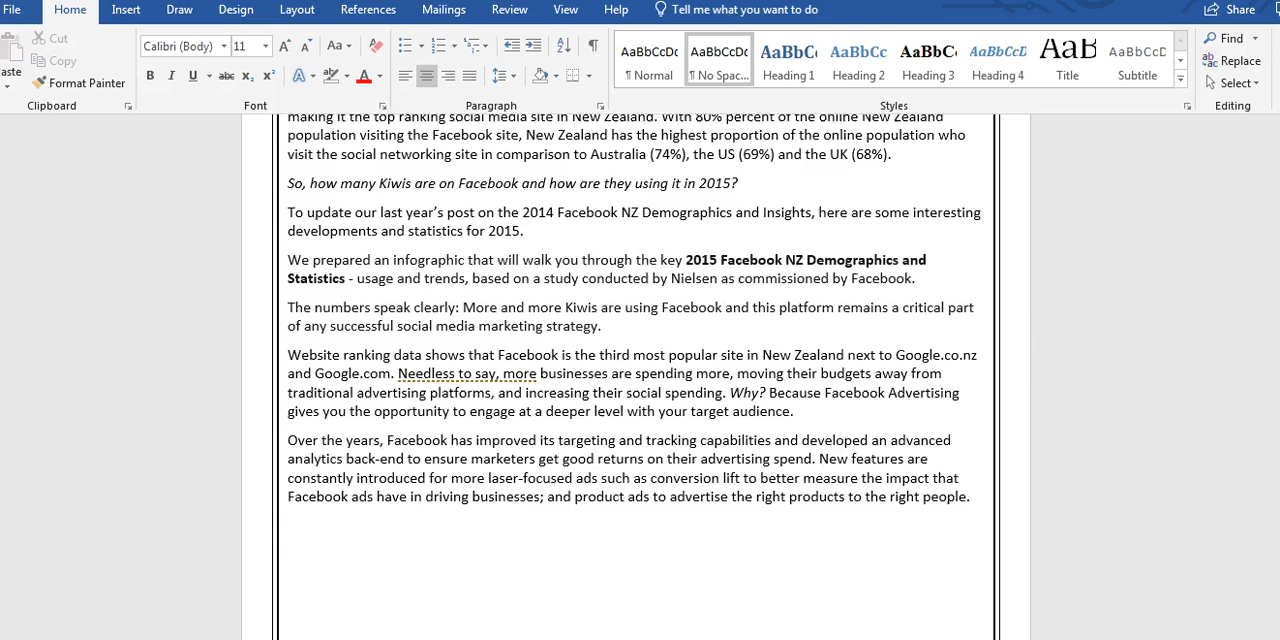 File Home Insert Draw Design Layout References Mailings Review View Help Tell me what you want to do Share
Cut
Copy
Format Painter
Clipboard
Calibri (Body) 11
Aa
B I U abc x₂ x² A A
Font
Paragraph
AaBbCcDc AaBbCcDc AaBbC AaBbCc AaBbC AaBbCcD AaB AaBbCcD
¶ Normal ¶ No Spac... Heading 1 Heading 2 Heading 3 Heading 4 Title Subtitle
Styles
Find
Replace
Select
Editing
making it the top ranking social media site in New Zealand. With 80% percent of the online New Zealand
population visiting the Facebook site, New Zealand has the highest proportion of the online population who
visit the social networking site in comparison to Australia (74%), the US (69%) and the UK (68%).
So, how many Kiwis are on Facebook and how are they using it in 2015?
To update our last year’s post on the 2014 Facebook NZ Demographics and Insights, here are some interesting
developments and statistics for 2015.
We prepared an infographic that will walk you through the key 2015 Facebook NZ Demographics and
Statistics - usage and trends, based on a study conducted by Nielsen as commissioned by Facebook.
The numbers speak clearly: More and more Kiwis are using Facebook and this platform remains a critical part
of any successful social media marketing strategy.
Website ranking data shows that Facebook is the third most popular site in New Zealand next to Google.co.nz
and Google.com. Needless to say, more businesses are spending more, moving their budgets away from
traditional advertising platforms, and increasing their social spending. Why? Because Facebook Advertising
gives you the opportunity to engage at a deeper level with your target audience.
Over the years, Facebook has improved its targeting and tracking capabilities and developed an advanced
analytics back-end to ensure marketers get good returns on their advertising spend. New features are
constantly introduced for more laser-focused ads such as conversion lift to better measure the impact that
Facebook ads have in driving businesses; and product ads to advertise the right products to the right people.